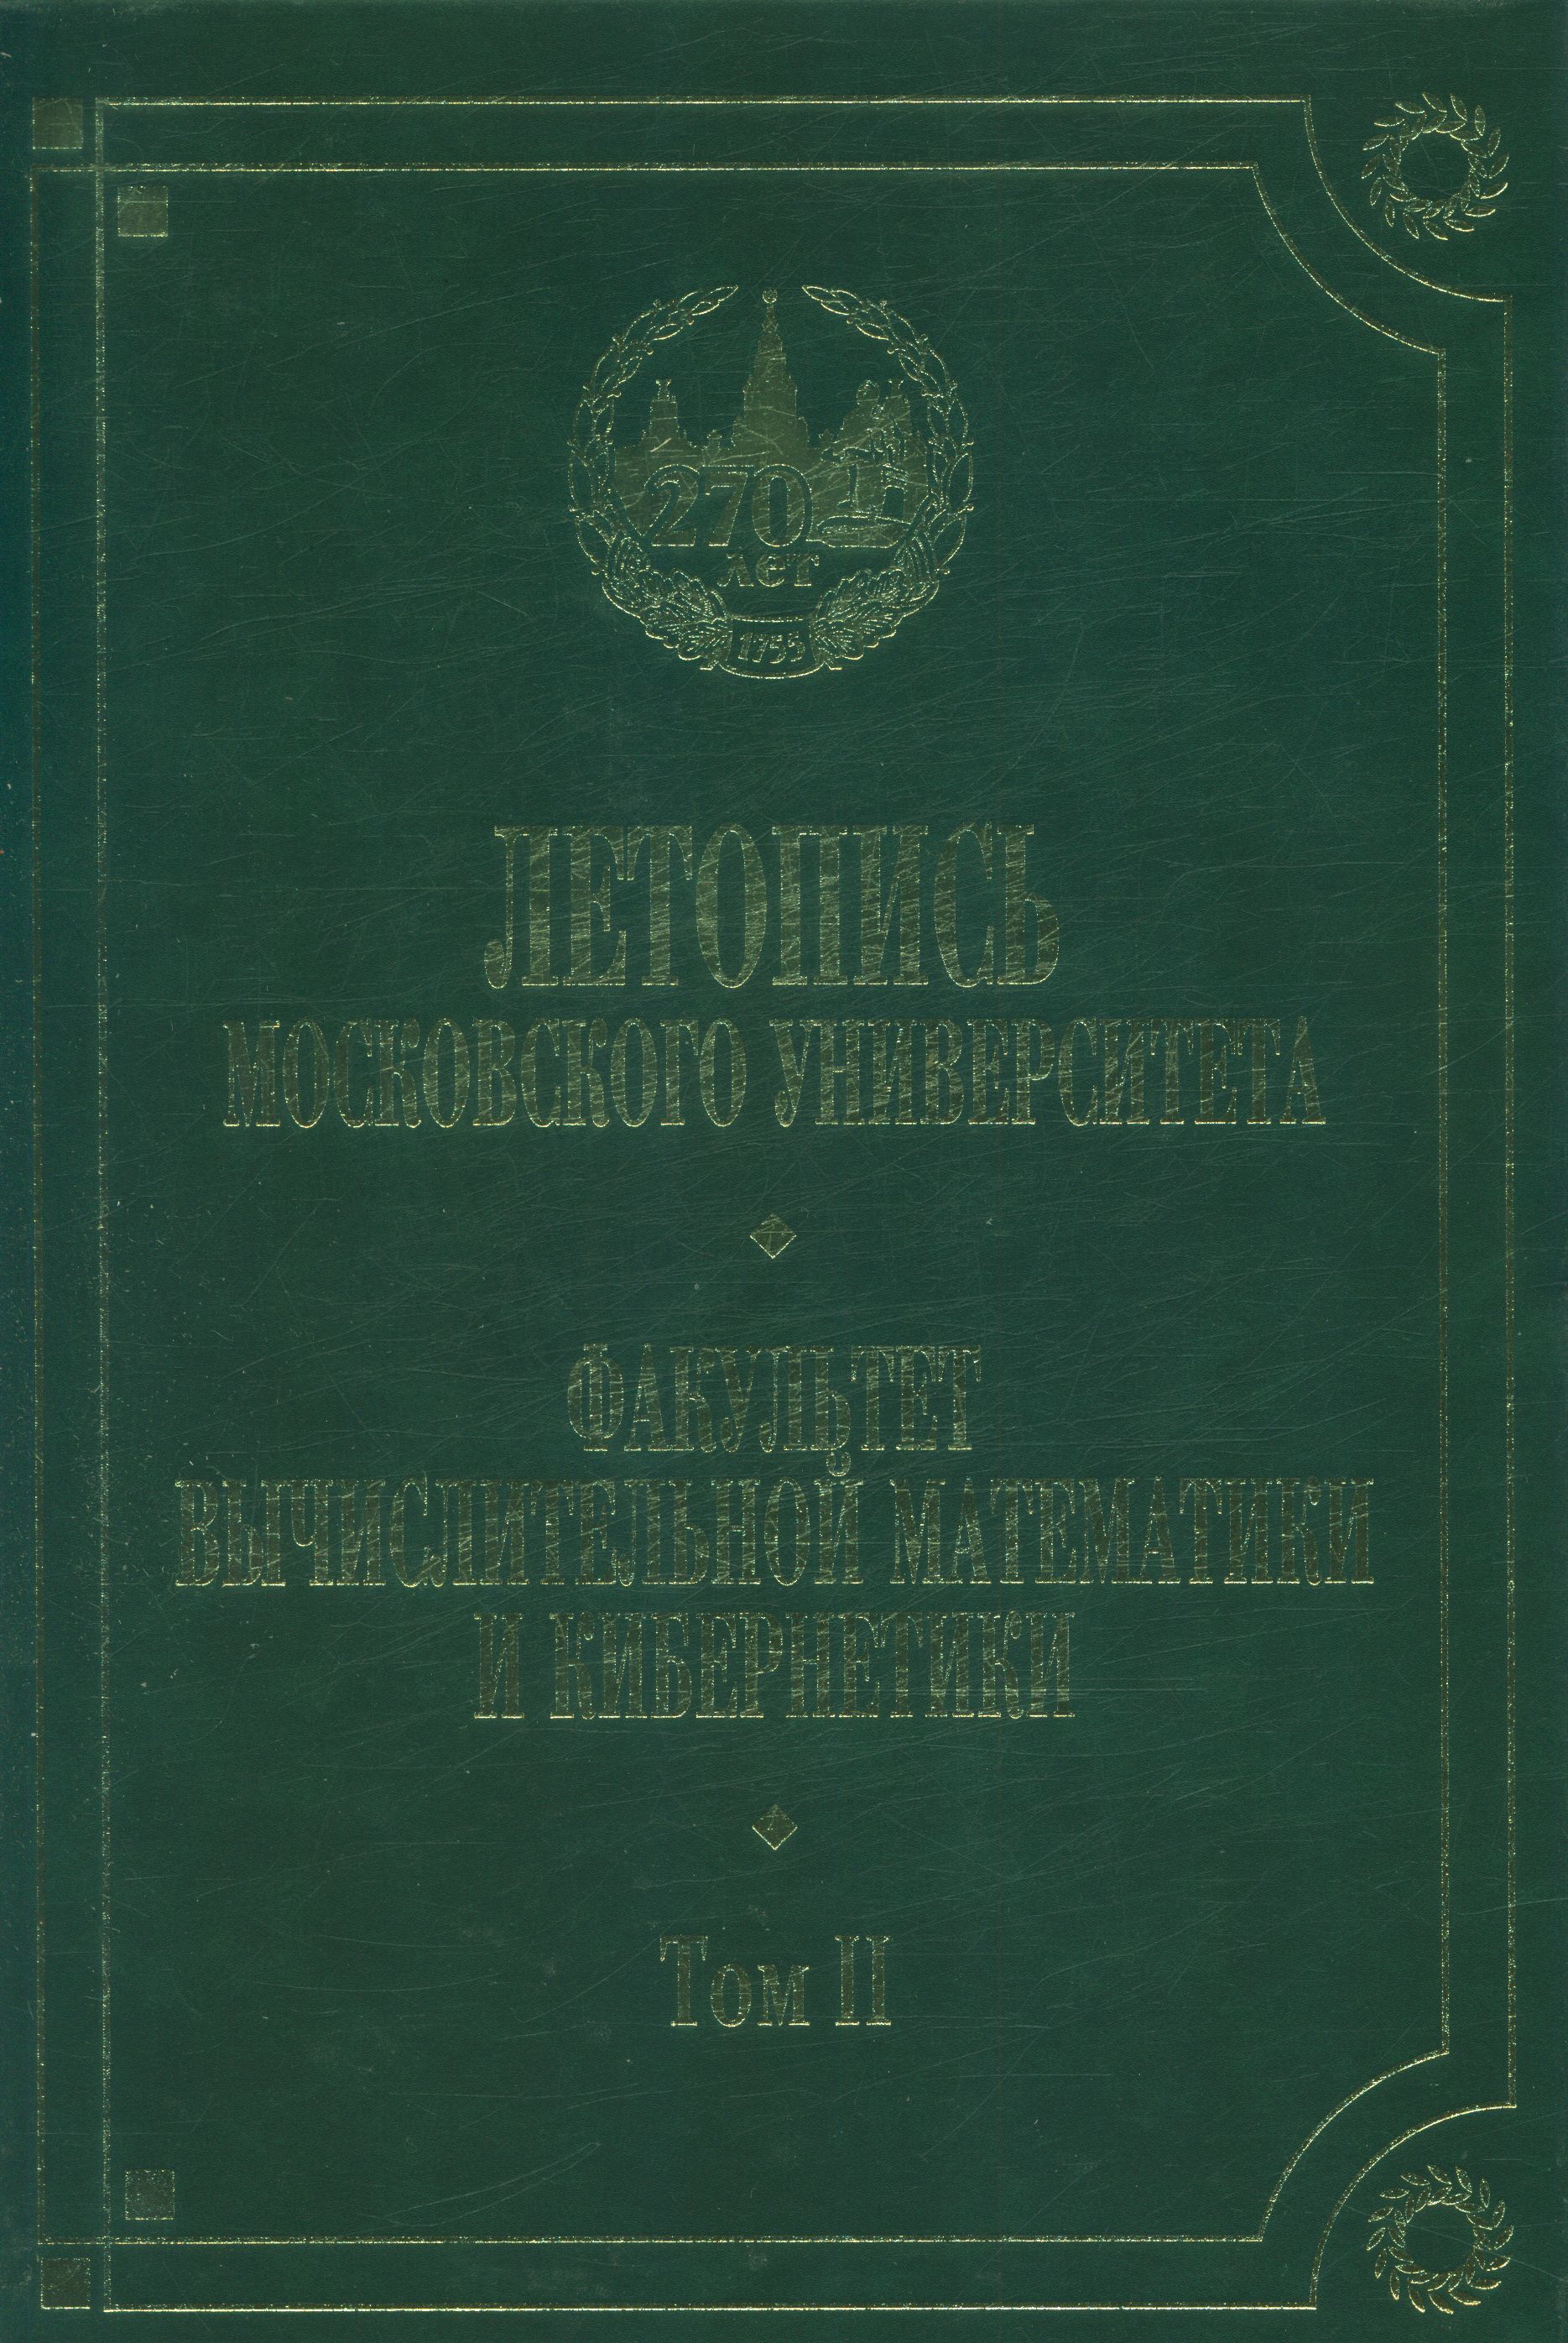 270
лет
1755
ЛЕТОПИСЬ
МОСКОВСКОГО УНИВЕРСИТЕТА
ФАКУЛЬТЕТ
ВЫЧИСЛИТЕЛЬНОЙ МАТЕМАТИКИ
И КИБЕРНЕТИКИ
Том II